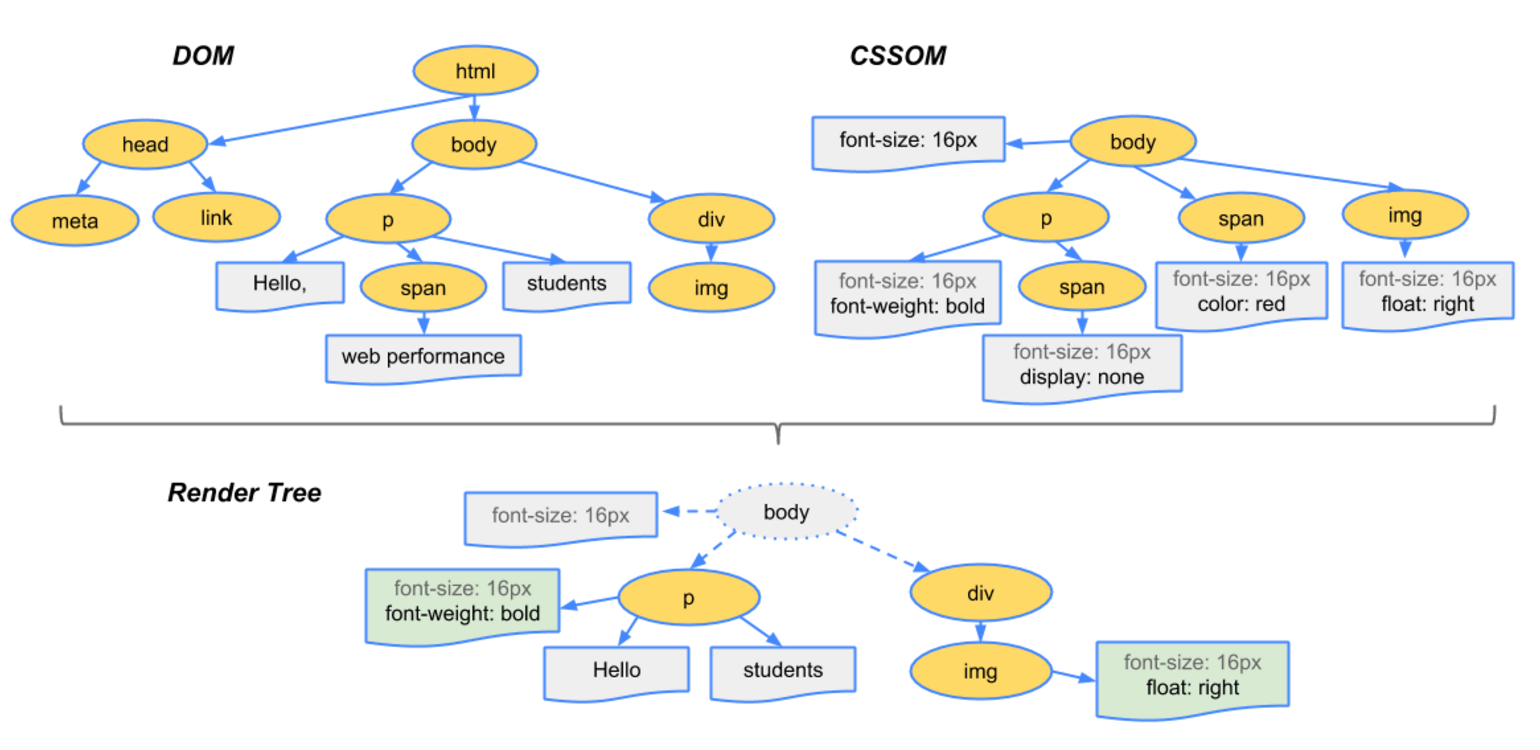 DOM
CSSOM
html
head
body
meta
link
p
div
Hello,
span
students
img
web performance
font-size: 16px
body
p
span
img
font-size: 16px
font-weight: bold
span
font-size: 16px
color: red
font-size: 16px
float: right
font-size: 16px
display: none
Render Tree
font-size: 16px
body
font-size: 16px
font-weight: bold
p
div
Hello
students
img
font-size: 16px
float: right